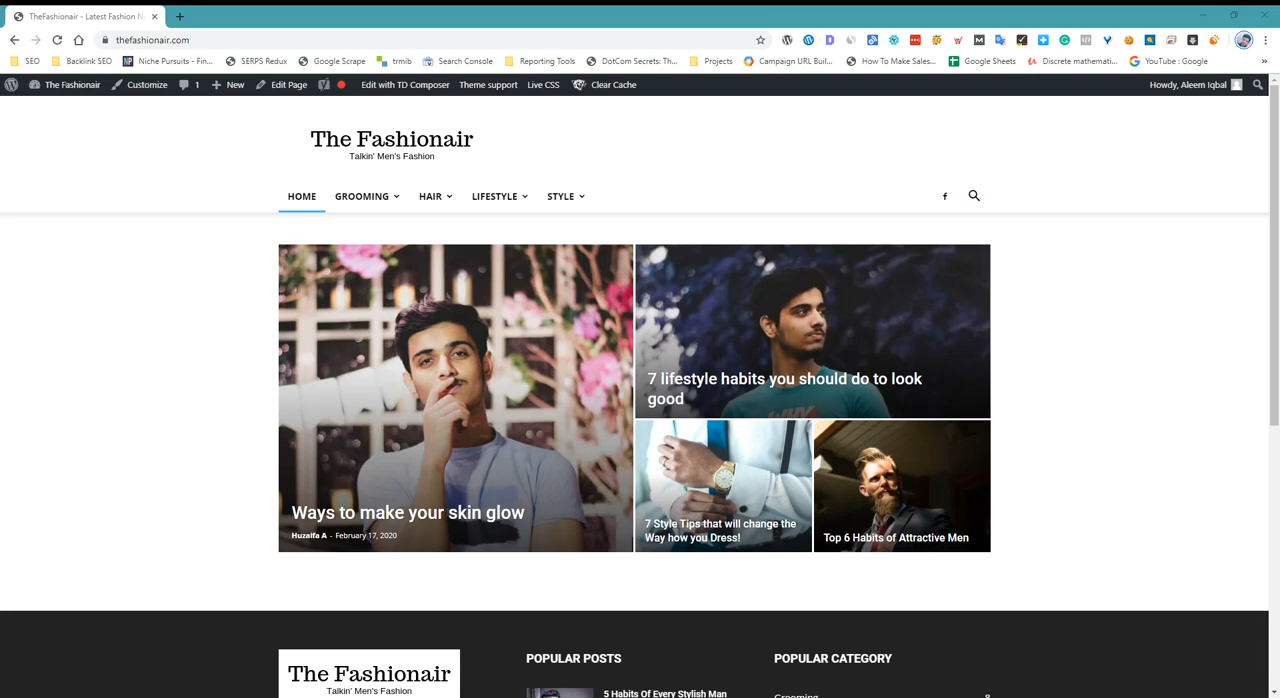 TheFashionair - Latest Fashion N
thefashionair.com
SEO Backlink SEO Niche Pursuits - Fin... SERPS Redux Google Scrape trmib Search Console Reporting Tools DotCom Secrets: Th... Projects Campaign URL Buil... How To Make Sales... Google Sheets Discrete mathemati... YouTube : Google »
The Fashionair Customize 1 New Edit Page Edit with TD Composer Theme support Live CSS Clear Cache Howdy, Aleem Iqbal
The Fashionair
Talkin' Men's Fashion
HOME GROOMING HAIR LIFESTYLE STYLE
7 lifestyle habits you should do to look
good
Ways to make your skin glow
Huzaifa A - February 17, 2020
7 Style Tips that will change the
Way how you Dress!
Top 6 Habits of Attractive Men
The Fashionair
Talkin' Men's Fashion
POPULAR POSTS
5 Habits Of Every Stylish Man
POPULAR CATEGORY
Grooming 8